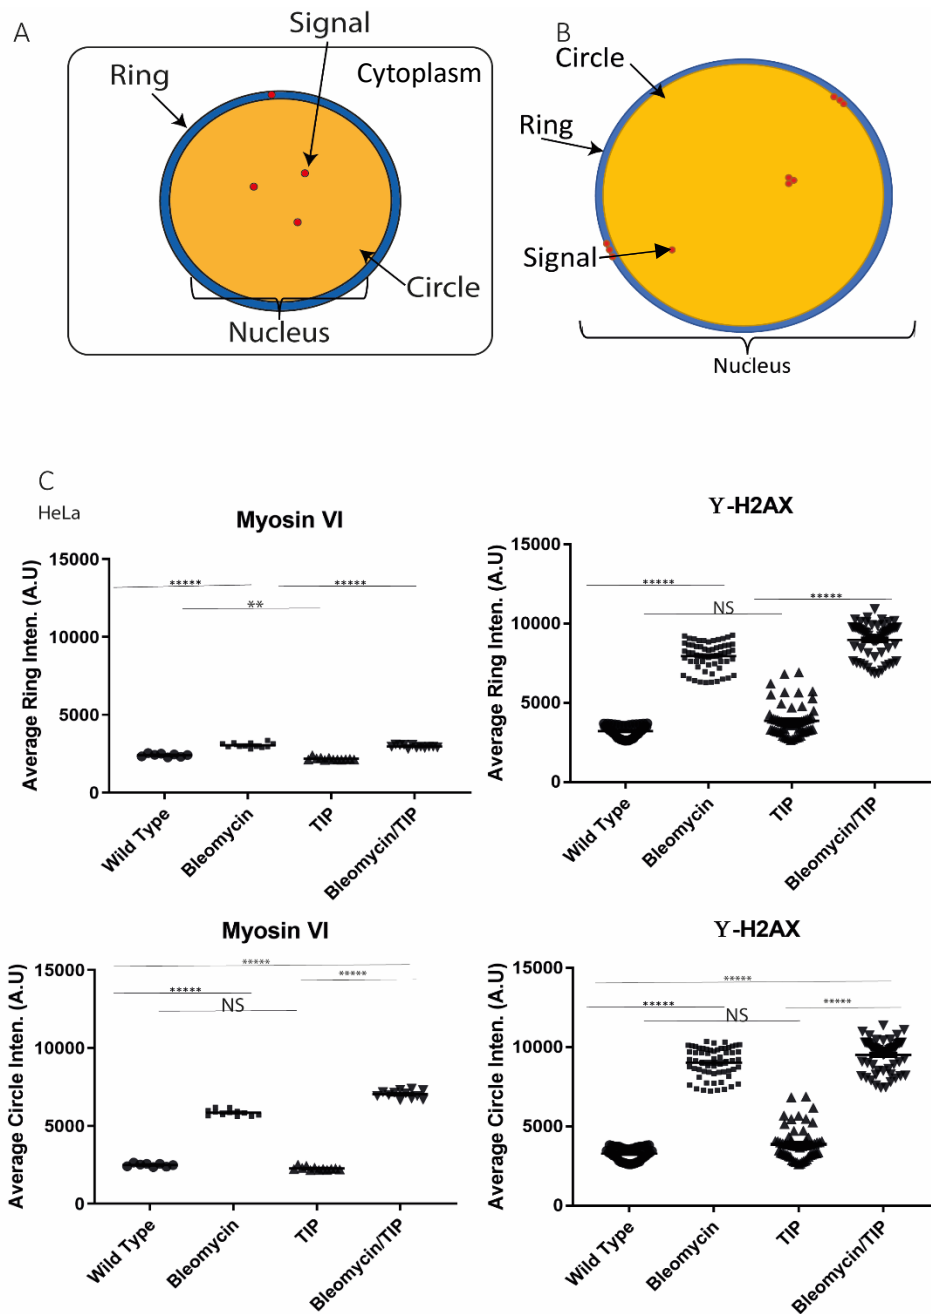 A
Signal
Cytoplasm
Ring
Circle
Nucleus
B
Circle
Ring
Signal
Nucleus
C
HeLa
Myosin VI
Average Ring Inten. (A.U)
15000
10000
5000
0
*****
*****
**
Wild Type
Bleomycin
TIP
Bleomycin/TIP
ϒ-H2AX
Average Ring Inten. (A.U)
15000
10000
5000
0
*****
*****
NS
Wild Type
Bleomycin
TIP
Bleomycin/TIP
Myosin VI
Average Circle Inten. (A.U)
15000
10000
5000
0
*****
*****
*****
NS
Wild Type
Bleomycin
TIP
Bleomycin/TIP
ϒ-H2AX
Average Circle Inten. (A.U)
15000
10000
5000
0
*****
*****
*****
NS
Wild Type
Bleomycin
TIP
Bleomycin/TIP